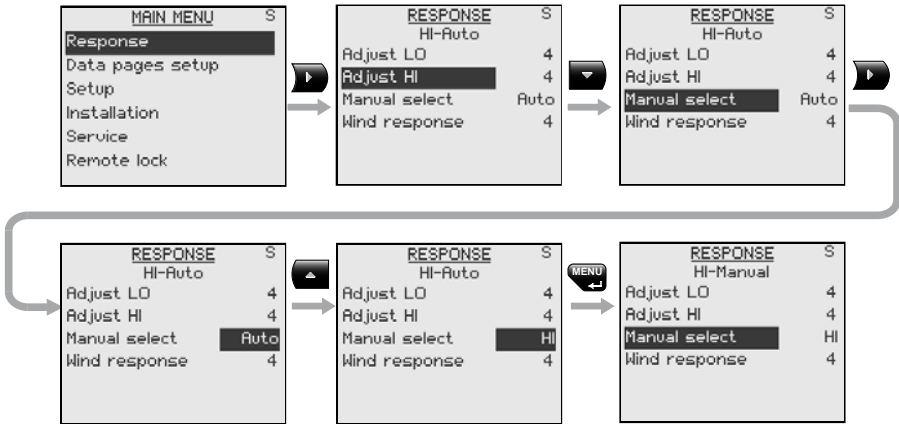 MAIN MENU S
Response
Data pages setup
Setup
Installation
Service
Remote lock
RESPONSE S
HI-Auto
Adjust LO 4
Adjust HI 4
Manual select Auto
Wind response 4
RESPONSE S
HI-Auto
Adjust LO 4
Adjust HI 4
Manual select Auto
Wind response 4
RESPONSE S
HI-Auto
Adjust LO 4
Adjust HI 4
Manual select Auto
Wind response 4
RESPONSE S
HI-Auto
Adjust LO 4
Adjust HI 4
Manual select HI
Wind response 4
MENU
RESPONSE S
HI-Manual
Adjust LO 4
Adjust HI 4
Manual select HI
Wind response 4